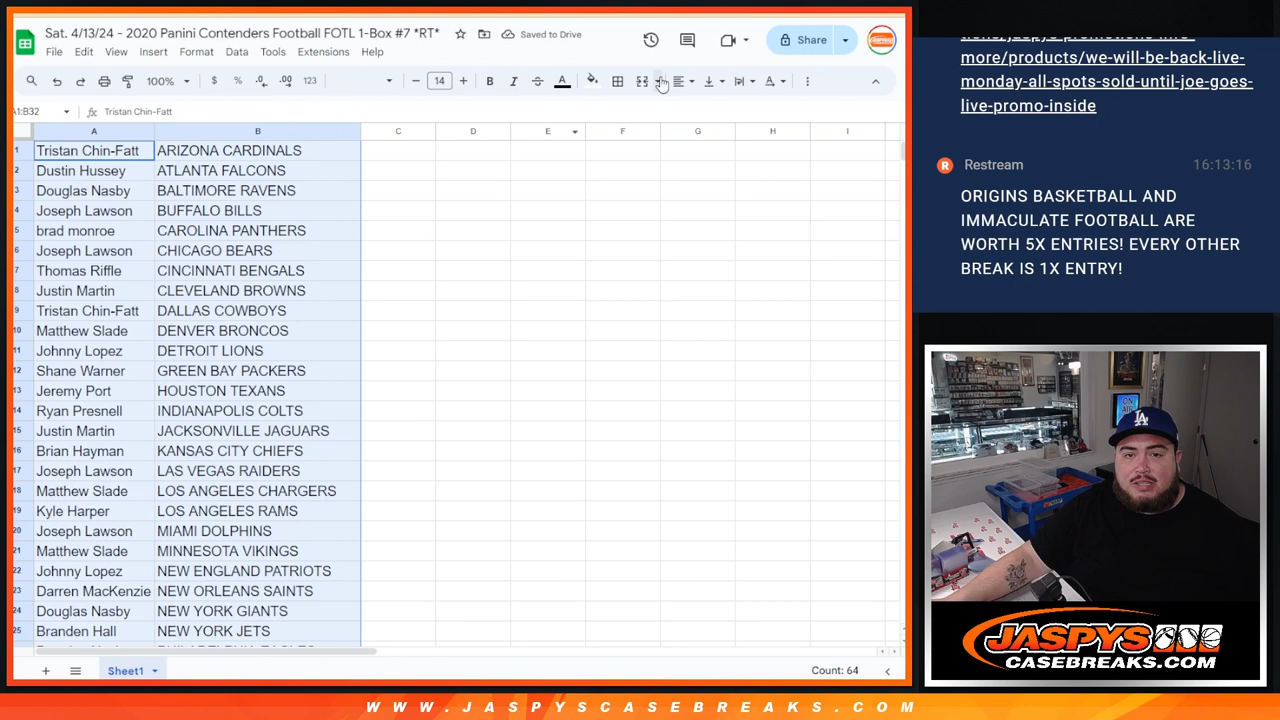 Sat. 4/13/24 - 2020 Panini Contenders Football FOTL 1-Box #7 *RT*
Saved to Drive
Share
File Edit View Insert Format Data Tools Extensions Help
100% $ % .0 .00 123 14 B I A
A1:B32 fx Tristan Chin-Fatt
A B C D E F G H I
1 Tristan Chin-Fatt ARIZONA CARDINALS
2 Dustin Hussey ATLANTA FALCONS
3 Douglas Nasby BALTIMORE RAVENS
4 Joseph Lawson BUFFALO BILLS
5 brad monroe CAROLINA PANTHERS
6 Joseph Lawson CHICAGO BEARS
7 Thomas Riffle CINCINNATI BENGALS
8 Justin Martin CLEVELAND BROWNS
9 Tristan Chin-Fatt DALLAS COWBOYS
10 Matthew Slade DENVER BRONCOS
11 Johnny Lopez DETROIT LIONS
12 Shane Warner GREEN BAY PACKERS
13 Jeremy Port HOUSTON TEXANS
14 Ryan Presnell INDIANAPOLIS COLTS
15 Justin Martin JACKSONVILLE JAGUARS
16 Brian Hayman KANSAS CITY CHIEFS
17 Joseph Lawson LAS VEGAS RAIDERS
18 Matthew Slade LOS ANGELES CHARGERS
19 Kyle Harper LOS ANGELES RAMS
20 Joseph Lawson MIAMI DOLPHINS
21 Matthew Slade MINNESOTA VIKINGS
22 Johnny Lopez NEW ENGLAND PATRIOTS
23 Darren MacKenzie NEW ORLEANS SAINTS
24 Douglas Nasby NEW YORK GIANTS
25 Branden Hall NEW YORK JETS
Sheet1
Count: 64
more/products/we-will-be-back-live-
monday-all-spots-sold-until-joe-goes-
live-promo-inside
R Restream 16:13:16
ORIGINS BASKETBALL AND
IMMACULATE FOOTBALL ARE
WORTH 5X ENTRIES! EVERY OTHER
BREAK IS 1X ENTRY!
ON
AIR
LA
JASPYS
CASEBREAKS.COM
WWW.JASPYSCASEBREAKS.COM